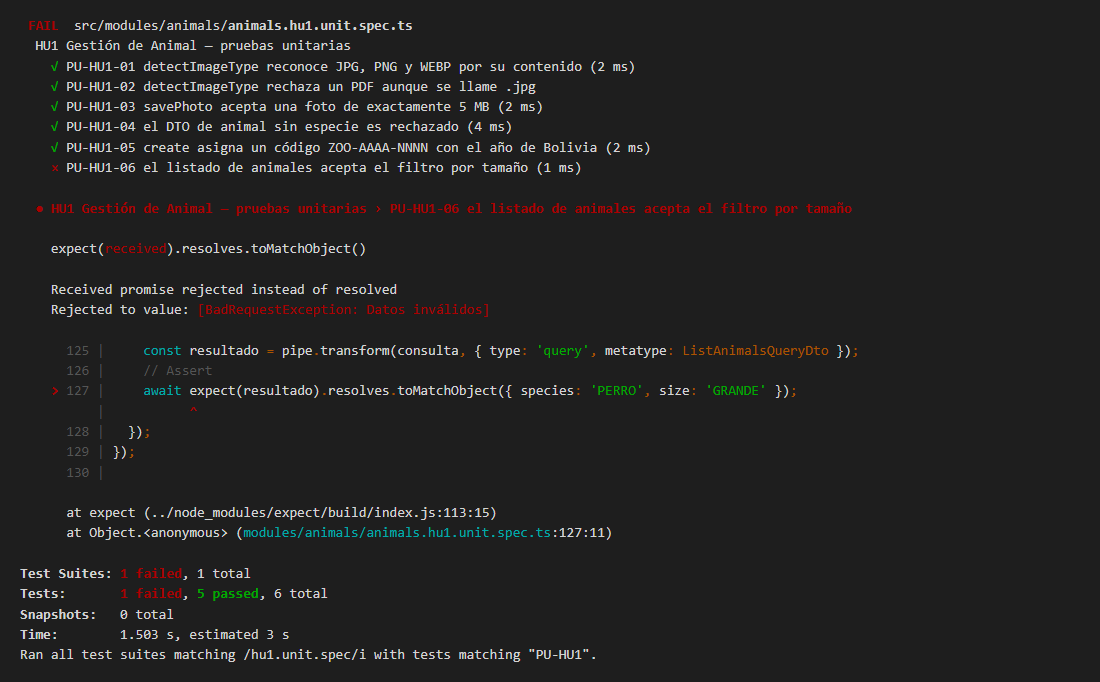 FAIL src/modules/animals/animals.hu1.unit.spec.ts
HU1 Gestión de Animal — pruebas unitarias
√ PU-HU1-01 detectImageType reconoce JPG, PNG y WEBP por su contenido (2 ms)
√ PU-HU1-02 detectImageType rechaza un PDF aunque se llame .jpg
√ PU-HU1-03 savePhoto acepta una foto de exactamente 5 MB (2 ms)
√ PU-HU1-04 el DTO de animal sin especie es rechazado (4 ms)
√ PU-HU1-05 create asigna un código ZOO-AAAA-NNNN con el año de Bolivia (2 ms)
× PU-HU1-06 el listado de animales acepta el filtro por tamaño (1 ms)
● HU1 Gestión de Animal — pruebas unitarias › PU-HU1-06 el listado de animales acepta el filtro por tamaño
expect(received).resolves.toMatchObject()
Received promise rejected instead of resolved
Rejected to value: [BadRequestException: Datos inválidos]
125 | const resultado = pipe.transform(consulta, { type: 'query', metatype: ListAnimalsQueryDto });
126 | // Assert
> 127 | await expect(resultado).resolves.toMatchObject({ species: 'PERRO', size: 'GRANDE' });
| ^
128 | });
129 | });
130 |
at expect (../node_modules/expect/build/index.js:113:15)
at Object.<anonymous> (modules/animals/animals.hu1.unit.spec.ts:127:11)
Test Suites: 1 failed, 1 total
Tests: 1 failed, 5 passed, 6 total
Snapshots: 0 total
Time: 1.503 s, estimated 3 s
Ran all test suites matching /hu1.unit.spec/i with tests matching "PU-HU1".